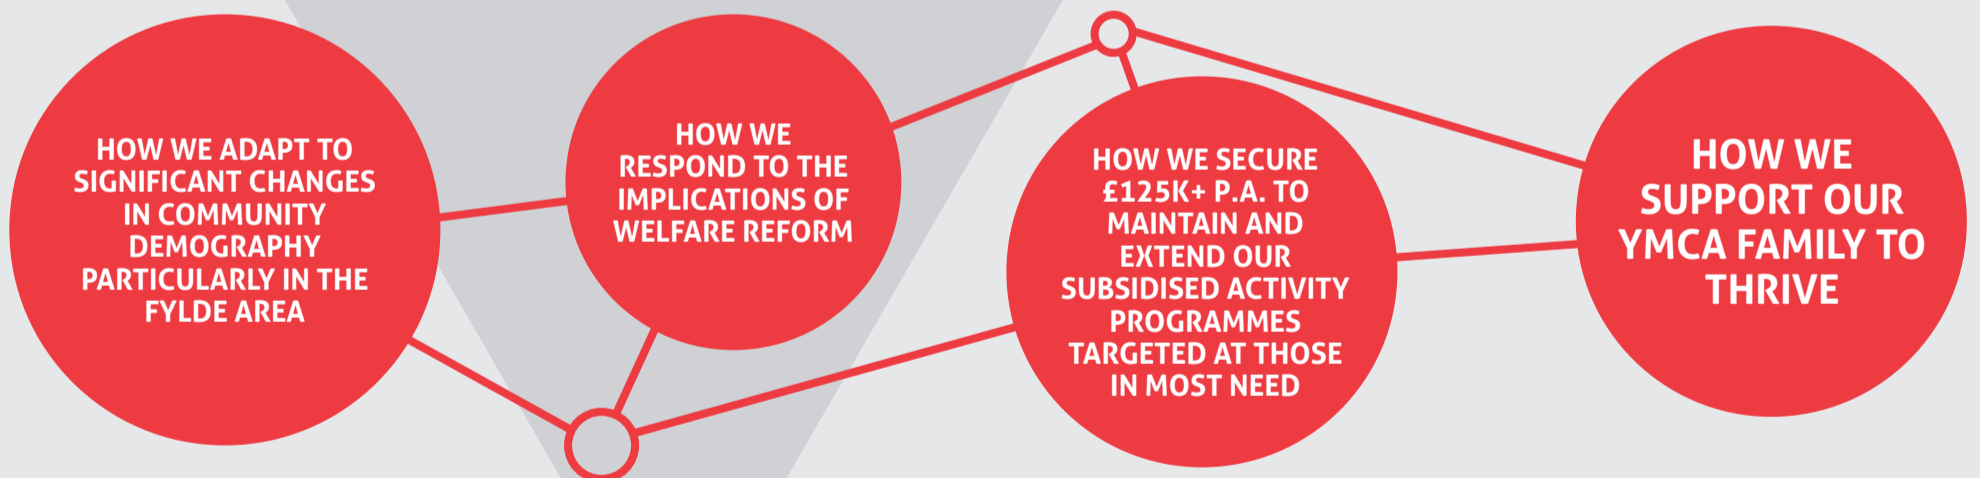 HOW WE ADAPT TO
SIGNIFICANT CHANGES
IN COMMUNITY
DEMOGRAPHY
PARTICULARLY IN THE
FYLDE AREA
HOW WE
RESPOND TO THE
IMPLICATIONS OF
WELFARE REFORM
HOW WE SECURE
£125K+ P.A. TO
MAINTAIN AND
EXTEND OUR
SUBSIDISED ACTIVITY
PROGRAMMES
TARGETED AT THOSE
IN MOST NEED
HOW WE
SUPPORT OUR
YMCA FAMILY TO
THRIVE